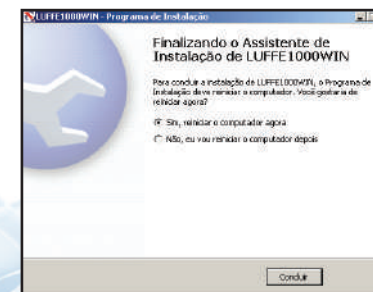 LUFFE1000WIN - Programa de Instalação
Finalizando o Assistente de
Instalação de LUFFE1000WIN
Para concluir a instalação de LUFFE1000WIN, o Programa de
Instalação deve reiniciar o computador. Você gostaria de
reiniciar agora?
Sim, reiniciar o computador agora
Não, eu vou reiniciar o computador depois
Concluir